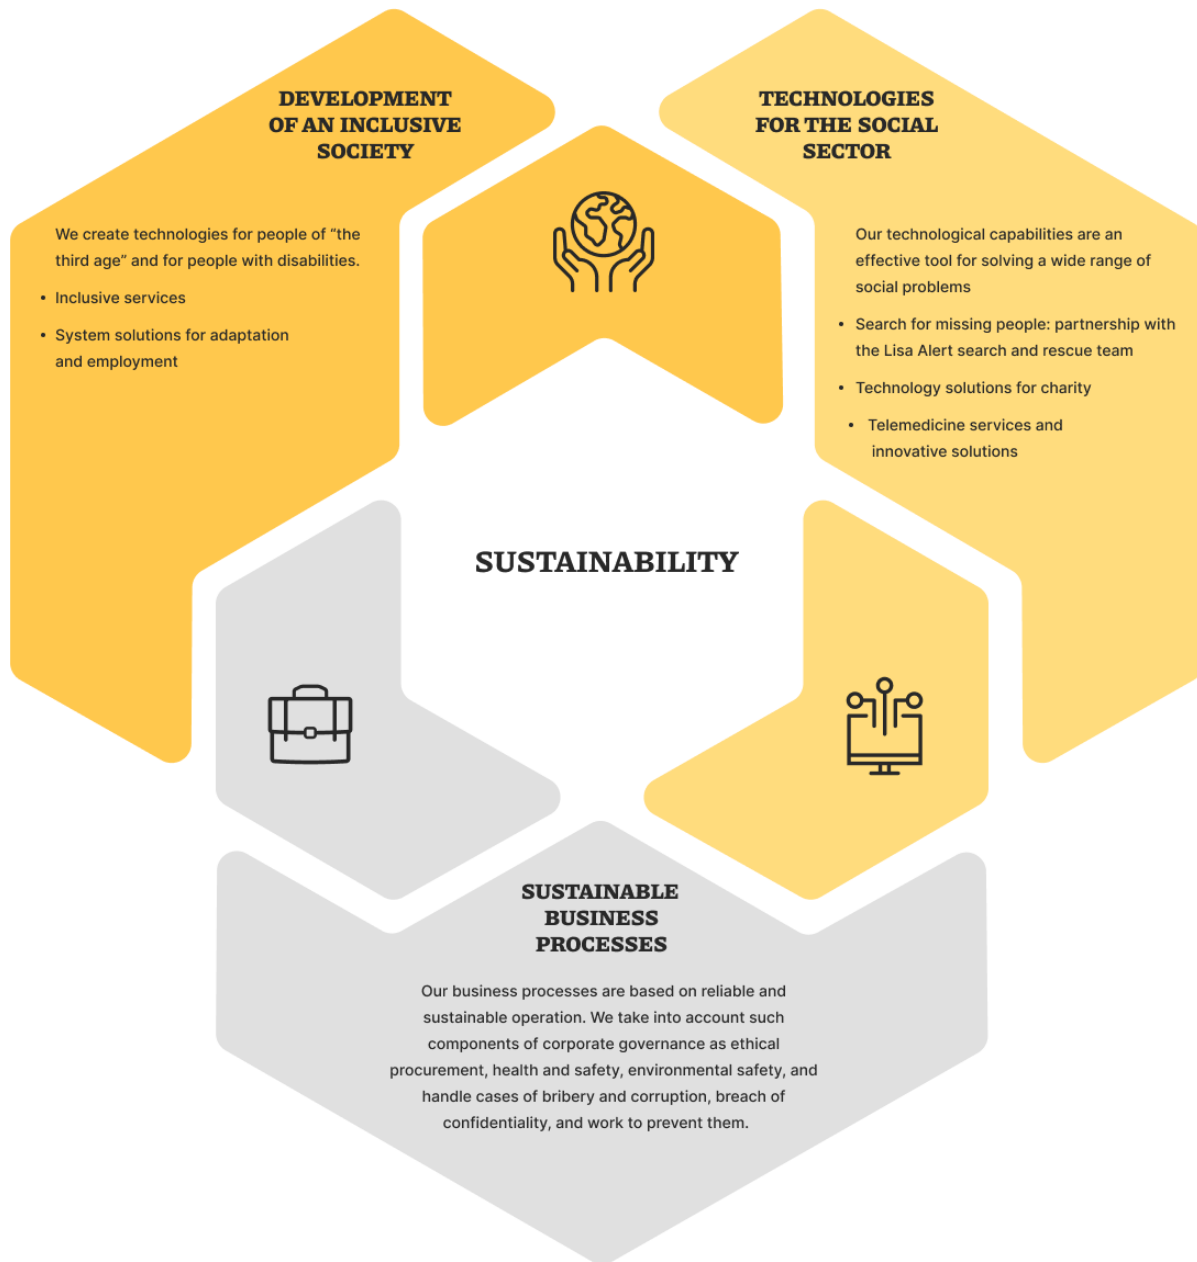 DEVELOPMENT
OF AN INCLUSIVE
SOCIETY
We create technologies for people of “the
third age” and for people with disabilities.
• Inclusive services
• System solutions for adaptation
and employment
TECHNOLOGIES
FOR THE SOCIAL
SECTOR
Our technological capabilities are an
effective tool for solving a wide range of
social problems
• Search for missing people: partnership with
the Lisa Alert search and rescue team
• Technology solutions for charity
• Telemedicine services and
innovative solutions
SUSTAINABILITY
SUSTAINABLE
BUSINESS
PROCESSES
Our business processes are based on reliable and
sustainable operation. We take into account such
components of corporate governance as ethical
procurement, health and safety, environmental safety, and
handle cases of bribery and corruption, breach of
confidentiality, and work to prevent them.